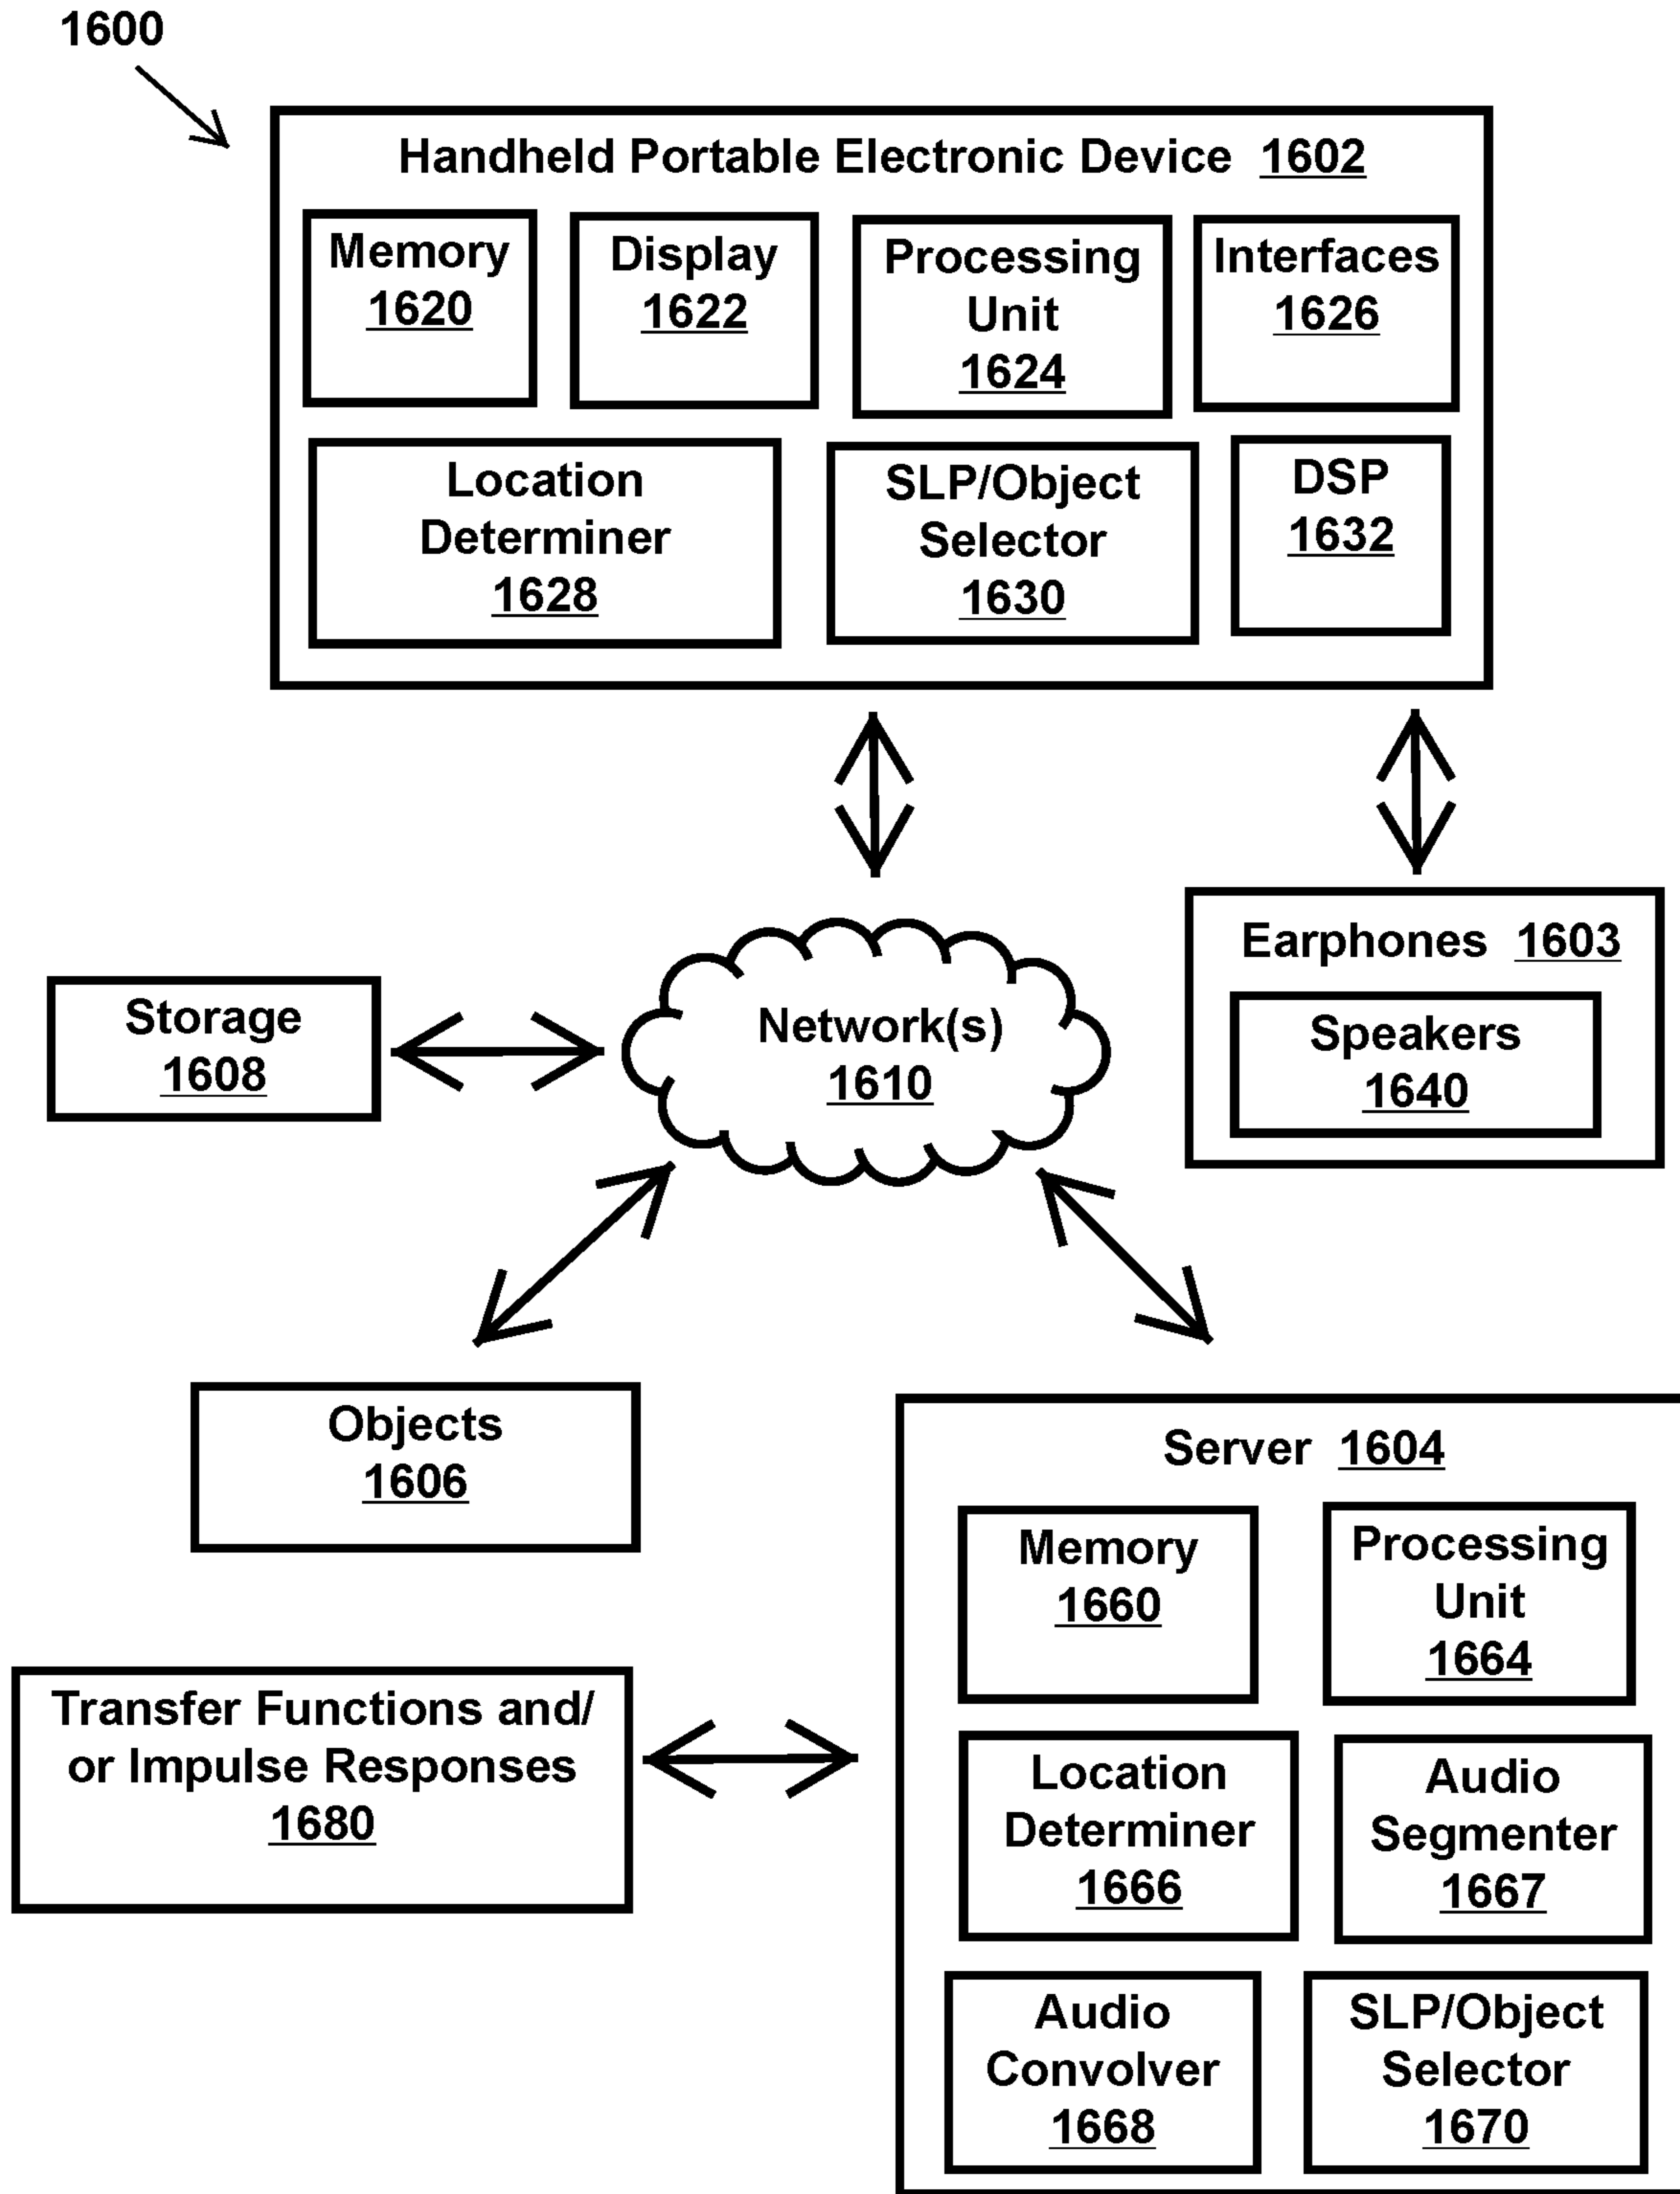 1600
Handheld Portable Electronic Device 1602
Memory
1620
Display
1622
Processing
Unit
1624
Interfaces
1626
Location
Determiner
1628
SLP/Object
Selector
1630
DSP
1632
Earphones 1603
Speakers
1640
Storage
1608
Network(s)
1610
Objects
1606
Server 1604
Memory
1660
Processing
Unit
1664
Transfer Functions and/
or Impulse Responses
1680
Location
Determiner
1666
Audio
Segmenter
1667
Audio
Convolver
1668
SLP/Object
Selector
1670